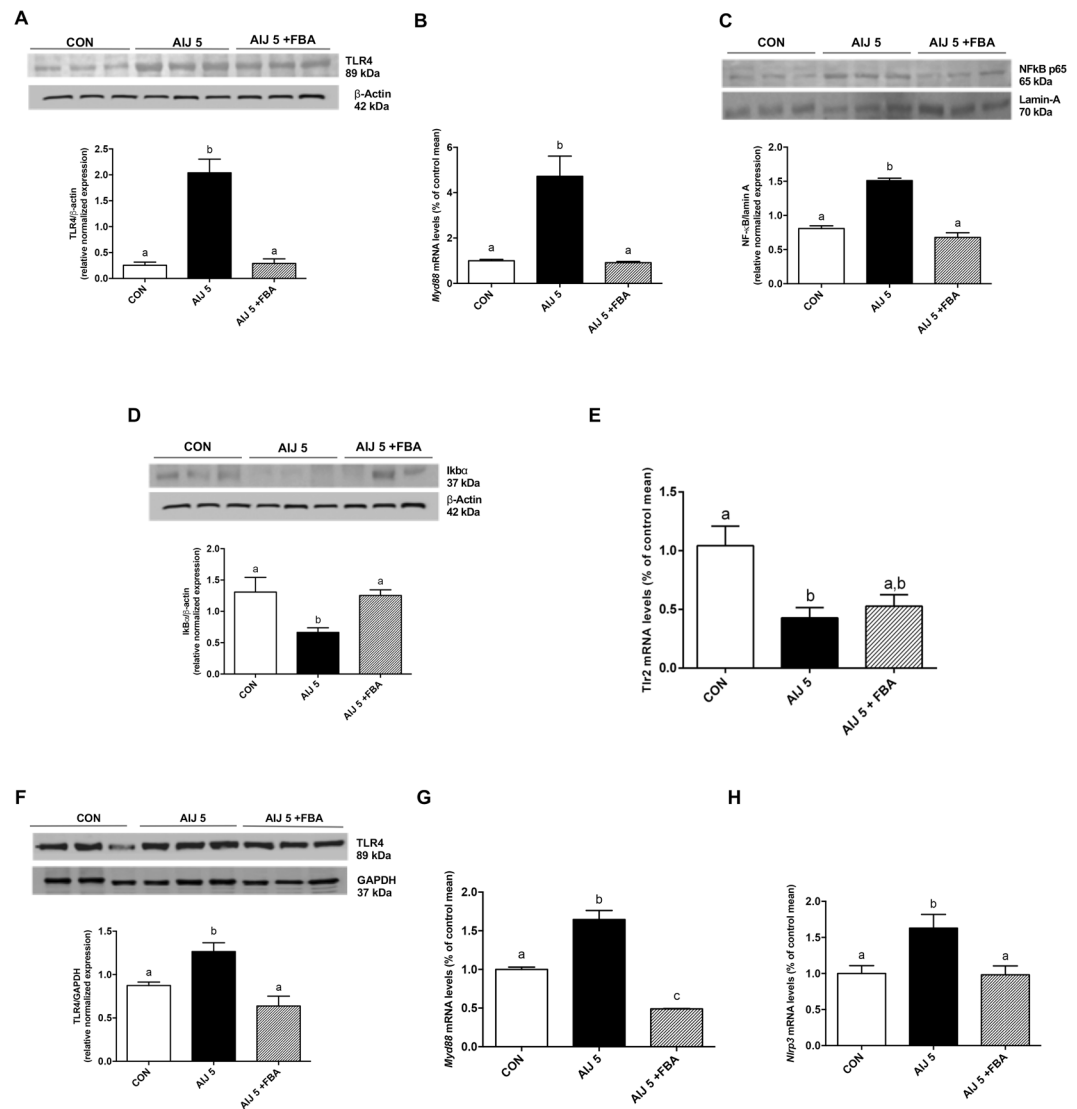 A
CON AIJ 5 AIJ 5 +FBA
TLR4
89 kDa
β-Actin
42 kDa
TLR4/β-actin
(relative normalized expression)
2.5
2.0
1.5
1.0
0.5
0.0
a
b
a
CON
AIJ 5
AIJ 5 +FBA
B
Myd88 mRNA levels (% of control mean)
6
4
2
0
a
b
a
CON
AIJ 5
AIJ 5 +FBA
C
CON AIJ 5 AIJ 5 +FBA
NFkB p65
65 kDa
Lamin-A
70 kDa
NF-κB/lamin A
(relative normalized expression)
2.0
1.5
1.0
0.5
0.0
a
b
a
CON
AIJ 5
AIJ 5 +FBA
D
CON AIJ 5 AIJ 5 +FBA
Ikbα
37 kDa
β-Actin
42 kDa
IkBα/β-actin
(relative normalized expression)
2.0
1.5
1.0
0.5
0.0
a
b
a
CON
AIJ 5
AIJ 5 +FBA
E
Tlr2 mRNA levels (% of control mean)
1.5
1.0
0.5
0.0
a
b
a,b
CON
AIJ 5
AIJ 5 + FBA
F
CON AIJ 5 AIJ 5 +FBA
TLR4
89 kDa
GAPDH
37 kDa
TLR4/GAPDH
(relative normalized expression)
1.5
1.0
0.5
0.0
a
b
a
CON
AIJ 5
AIJ 5 +FBA
G
Myd88 mRNA levels (% of control mean)
2.0
1.5
1.0
0.5
0.0
a
b
c
CON
AIJ 5
AIJ 5 +FBA
H
Nlrp3 mRNA levels (% of control mean)
2.0
1.5
1.0
0.5
0.0
a
b
a
CON
AIJ 5
AIJ 5 +FBA